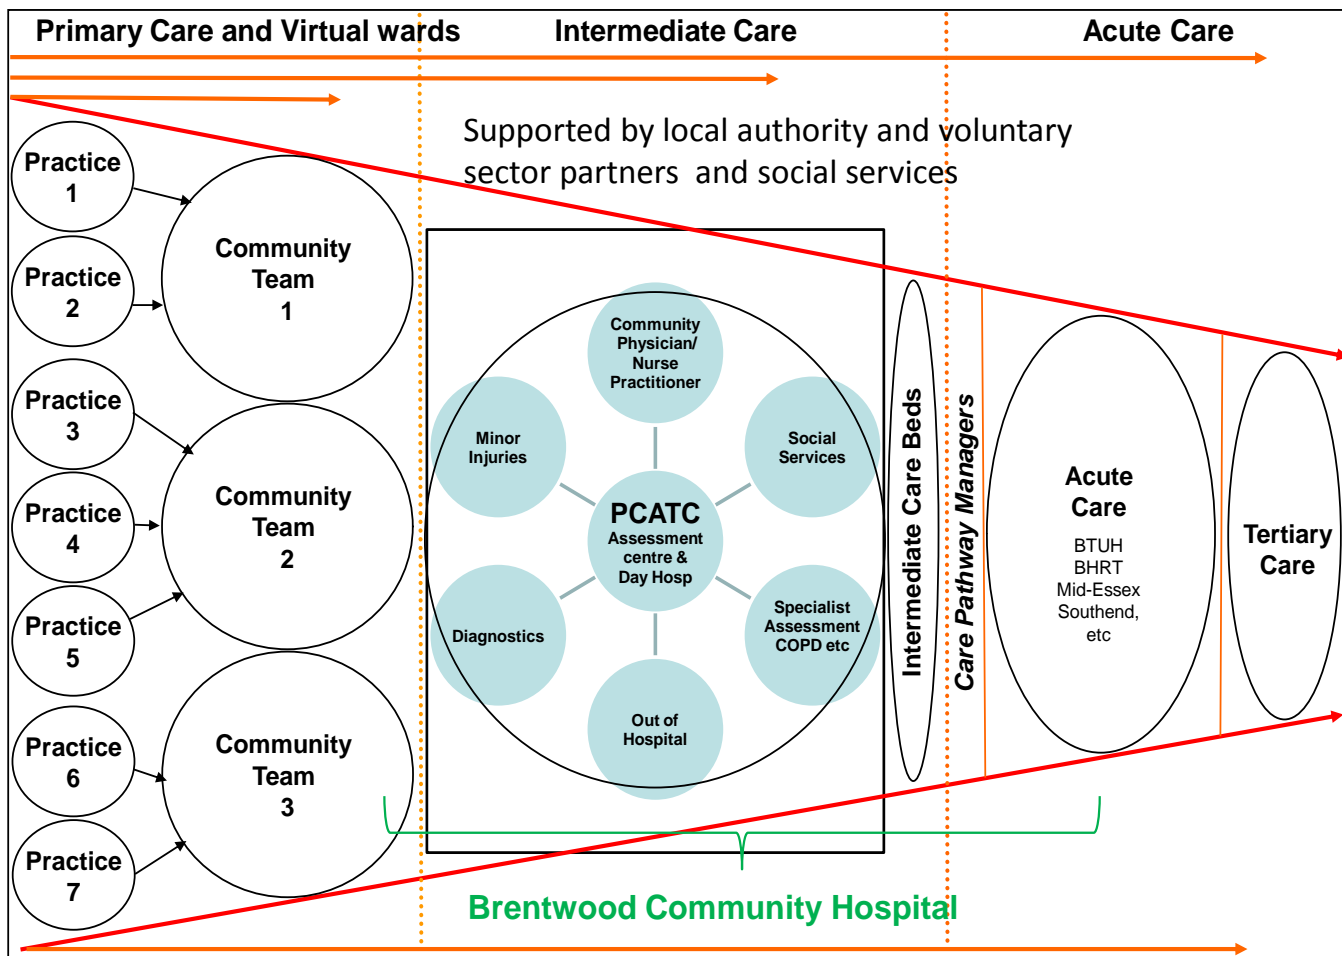 Primary Care and Virtual wards
Intermediate Care
Acute Care
Supported by local authority and voluntary
sector partners and social services
Practice
1
Practice
2
Practice
3
Practice
4
Practice
5
Practice
6
Practice
7
Community
Team
1
Community
Team
2
Community
Team
3
Community
Physician/
Nurse
Practitioner
Minor
Injuries
Social
Services
PCATC
Assessment
centre &
Day Hosp
Diagnostics
Specialist
Assessment
COPD etc
Out of
Hospital
Intermediate Care Beds
Care Pathway Managers
Acute
Care
BTUH
BHRT
Mid-Essex
Southend,
etc
Tertiary
Care
Brentwood Community Hospital